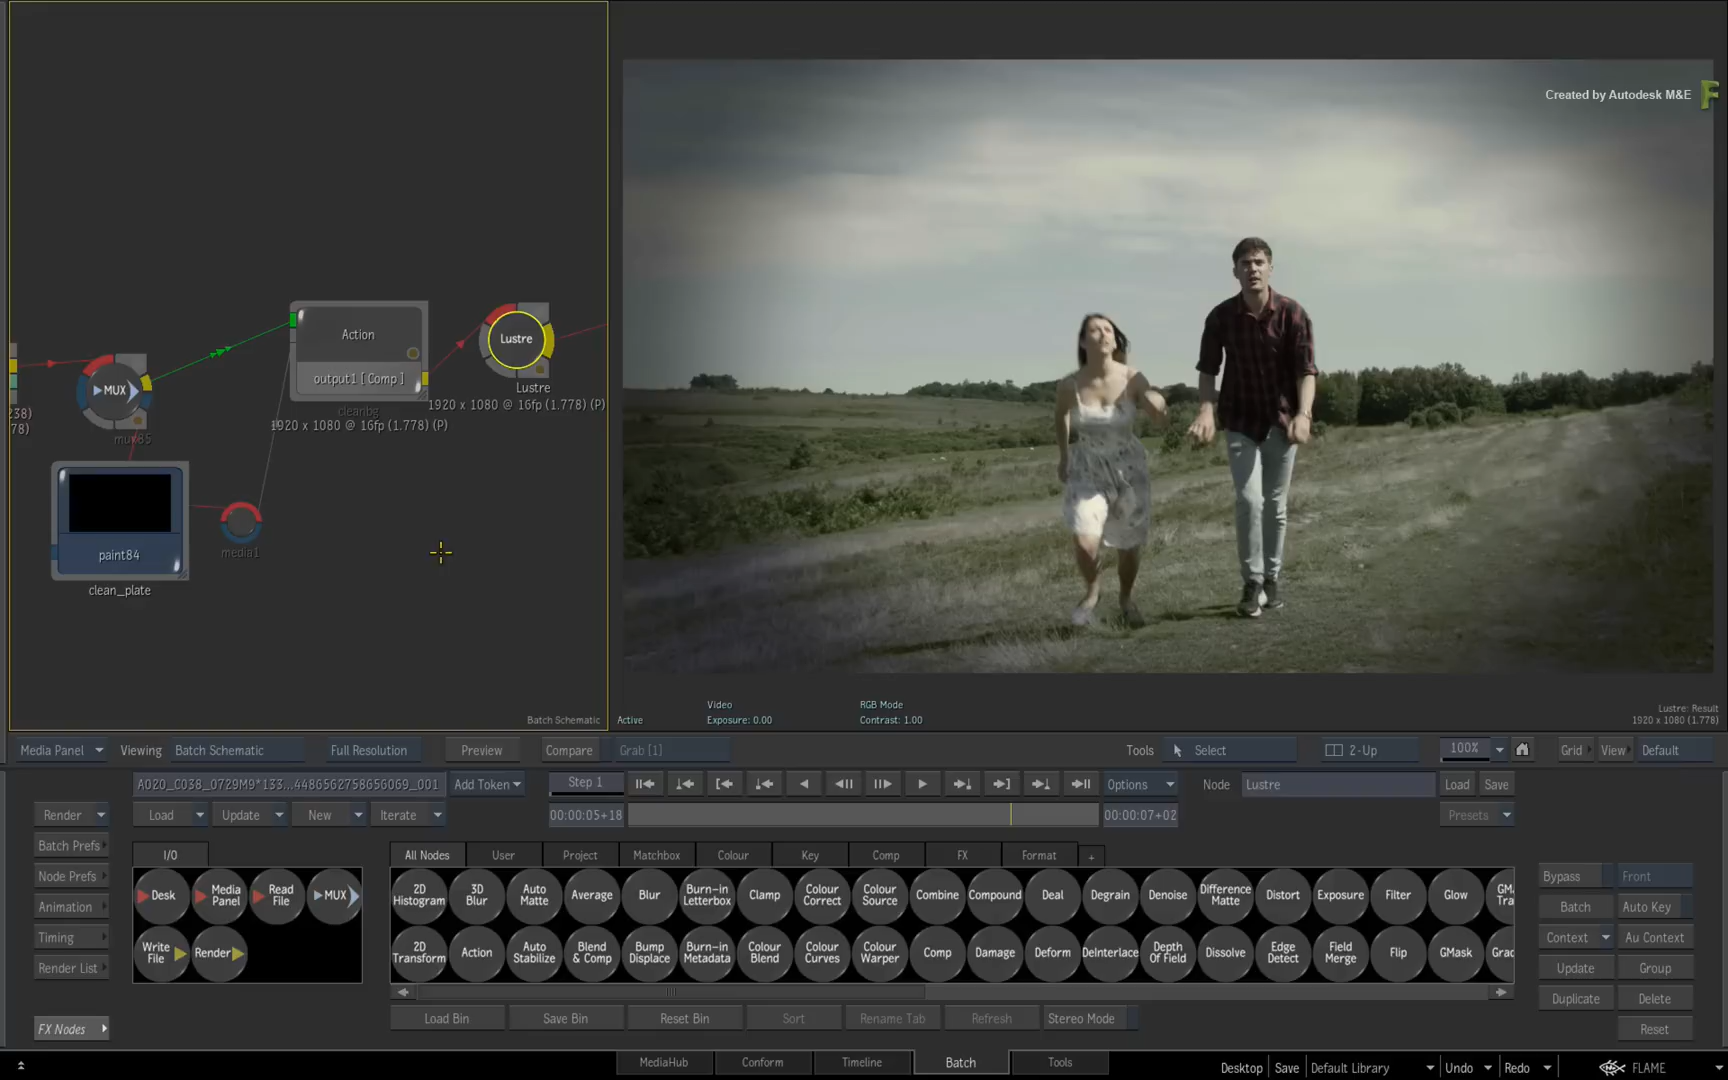 Created by Autodesk M&E
Action
output1 [ Comp ]
cleanbg
1920 x 1080 @ 16fp (1.778) (P)
Lustre
Lustre
1920 x 1080 @ 16fp (1.778) (P)
238)
78)
MUX
mux85
paint84
clean_plate
media1
Batch Schematic
Active
Video
Exposure: 0.00
RGB Mode
Contrast: 1.00
Lustre: Result
1920 x 1080 (1.778)
Media Panel
Viewing
Batch Schematic
Full Resolution
Preview
Compare
Grab [1]
Tools
Select
2-Up
100%
Grid
View
Default
A020_C038_0729M9*133...4486562758656069_001
Add Token
Step 1
Options
Node
Lustre
Load
Save
Render
Load
Update
New
Iterate
00:00:05+18
00:00:07+02
Presets
Batch Prefs
Node Prefs
Animation
Timing
Render List
FX Nodes
I/O
Desk
Media Panel
Read File
MUX
Write File
Render
All Nodes
User
Project
Matchbox
Colour
Key
Comp
FX
Format
+
2D Histogram
3D Blur
Auto Matte
Average
Blur
Burn-in Letterbox
Clamp
Colour Correct
Colour Source
Combine
Compound
Deal
Degrain
Denoise
Difference Matte
Distort
Exposure
Filter
Glow
GM
Tra
2D Transform
Action
Auto Stabilize
Blend & Comp
Bump Displace
Burn-in Metadata
Colour Blend
Colour Curves
Colour Warper
Comp
Damage
Deform
DeInterlace
Depth Of Field
Dissolve
Edge Detect
Field Merge
Flip
GMask
Grad
Load Bin
Save Bin
Reset Bin
Sort
Rename Tab
Refresh
Stereo Mode
Bypass
Front
Batch
Auto Key
Context
Au Context
Update
Group
Duplicate
Delete
Reset
MediaHub
Conform
Timeline
Batch
Tools
Desktop
Save
Default Library
Undo
Redo
FLAME